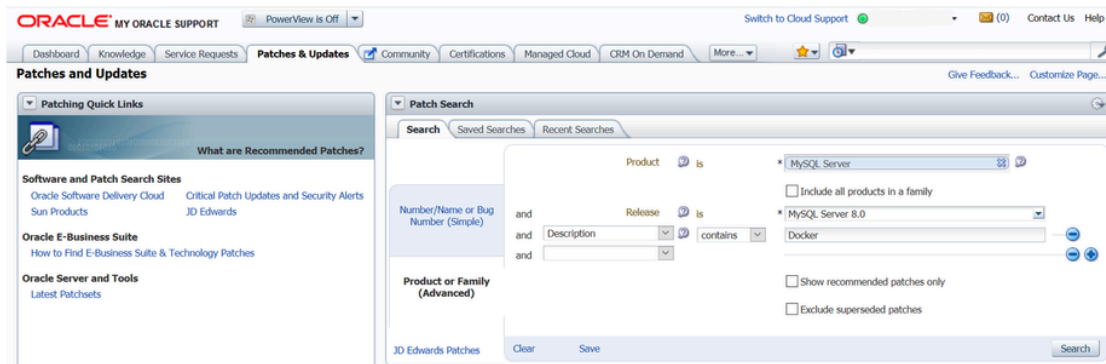 ORACLE® MY ORACLE SUPPORT PowerView is Off Switch to Cloud Support (0) Contact Us Help
Dashboard Knowledge Service Requests Patches & Updates Community Certifications Managed Cloud CRM On Demand More...
Patches and Updates
Give Feedback... Customize Page...
Patching Quick Links
What are Recommended Patches?
Software and Patch Search Sites
Oracle Software Delivery Cloud Critical Patch Updates and Security Alerts
Sun Products JD Edwards
Oracle E-Business Suite
How to Find E-Business Suite & Technology Patches
Oracle Server and Tools
Latest Patchsets
Patch Search
Search Saved Searches Recent Searches
Number/Name or Bug
Number (Simple)
Product or Family
(Advanced)
JD Edwards Patches
Product is * MySQL Server
Include all products in a family
and Release is * MySQL Server 8.0
and Description contains Docker
and
Show recommended patches only
Exclude superseded patches
Clear Save Search